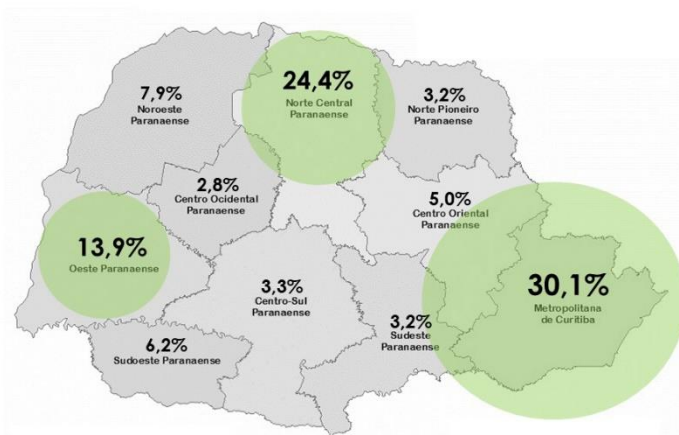 24,4%
Norte Central
Paranaense
7,9%
Noroeste
Paranaense
3,2%
Norte Pioneiro
Paranaense
2,8%
Centro Ocidental
Paranaense
5,0%
Centro Oriental
Paranaense
13,9%
Oeste Paranaense
30,1%
Metropolitana
de Curitiba
3,3%
Centro-Sul
Paranaense
3,2%
Sudeste
Paranaense
6,2%
Sudoeste Paranaense